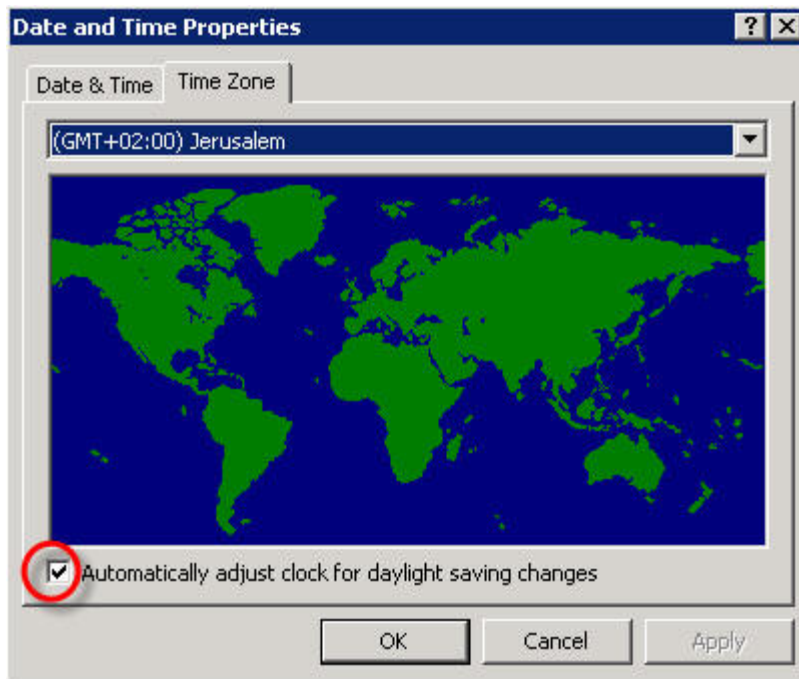 Date and Time Properties
Date & Time
Time Zone
(GMT+02:00) Jerusalem
Automatically adjust clock for daylight saving changes
OK
Cancel
Apply